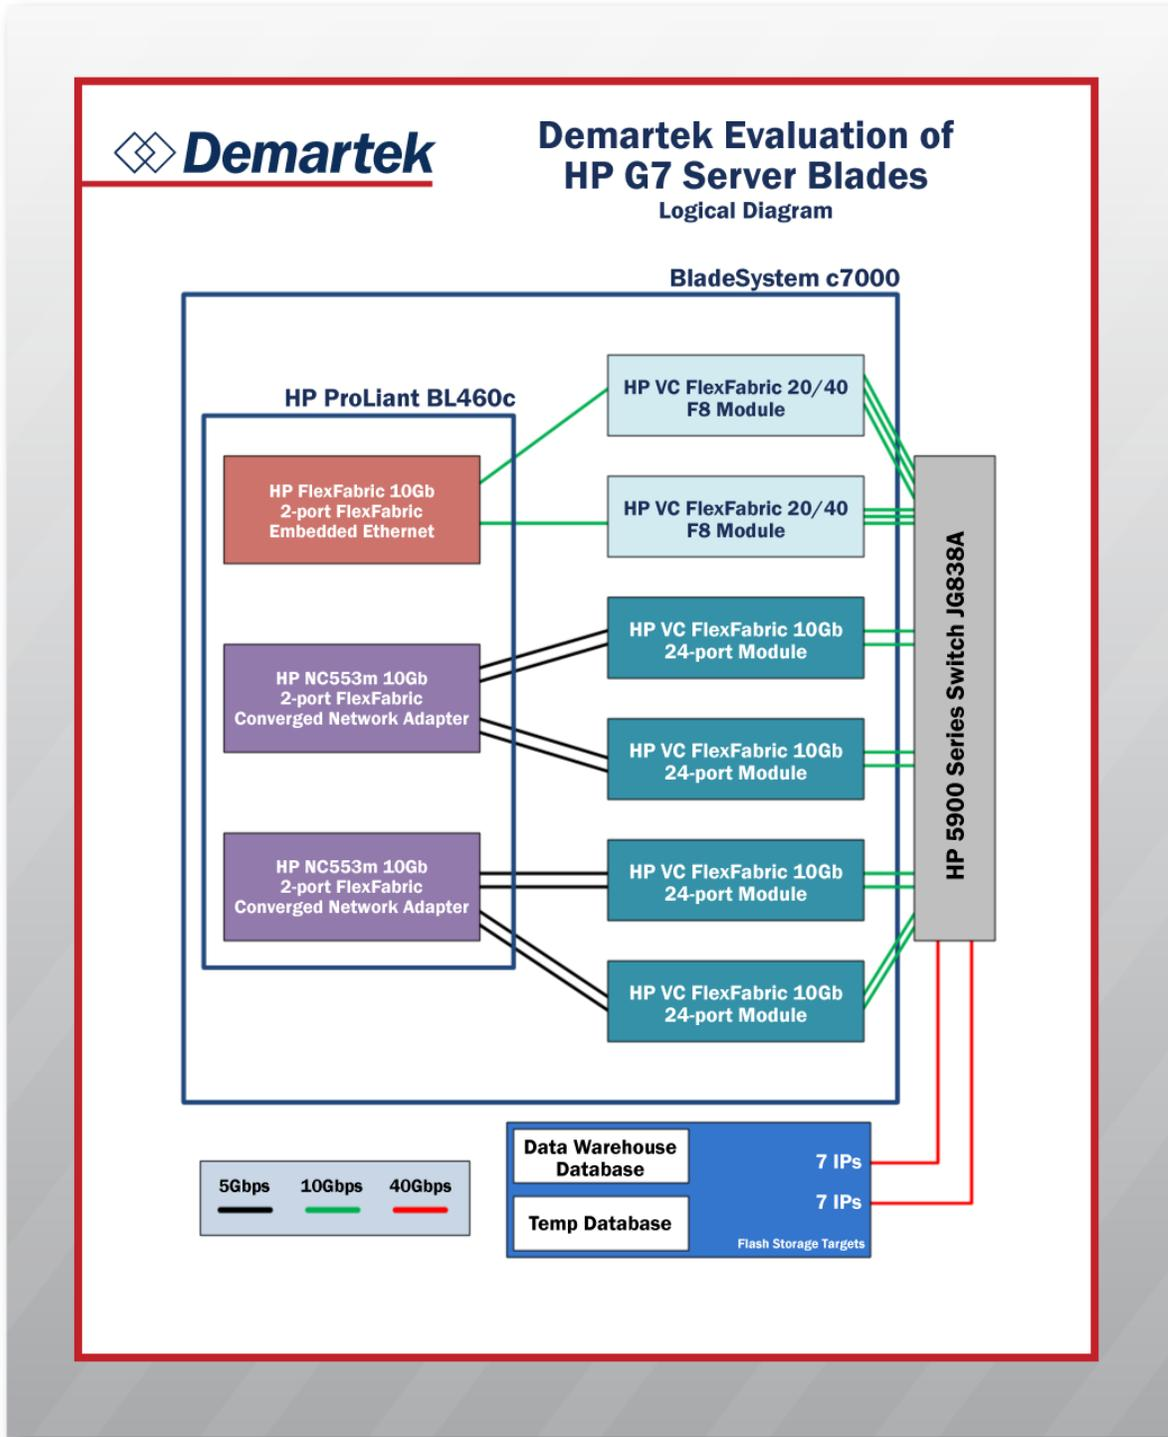 Demartek
Demartek Evaluation of
HP G7 Server Blades
Logical Diagram
BladeSystem c7000
HP ProLiant BL460c
HP FlexFabric 10Gb
2-port FlexFabric
Embedded Ethernet
HP NC553m 10Gb
2-port FlexFabric
Converged Network Adapter
HP NC553m 10Gb
2-port FlexFabric
Converged Network Adapter
HP VC FlexFabric 20/40
F8 Module
HP VC FlexFabric 20/40
F8 Module
HP VC FlexFabric 10Gb
24-port Module
HP VC FlexFabric 10Gb
24-port Module
HP VC FlexFabric 10Gb
24-port Module
HP VC FlexFabric 10Gb
24-port Module
HP 5900 Series Switch JG838A
5Gbps 10Gbps 40Gbps
Data Warehouse
Database
Temp Database
7 IPs
7 IPs
Flash Storage Targets